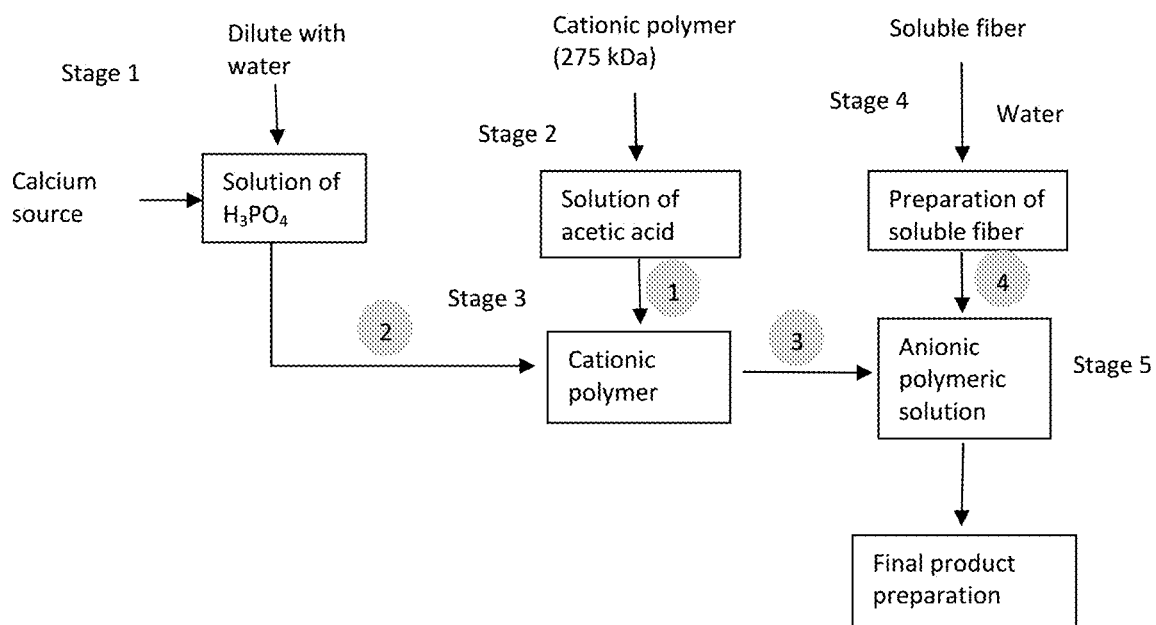 Stage 1
Dilute with
water
Calcium
source
Solution of
H₃PO₄
Cationic polymer
(275 kDa)
Stage 2
Solution of
acetic acid
1
Soluble fiber
Stage 4
Water
Preparation of
soluble fiber
4
Stage 3
2
Cationic
polymer
3
Anionic
polymeric
solution
Stage 5
Final product
preparation